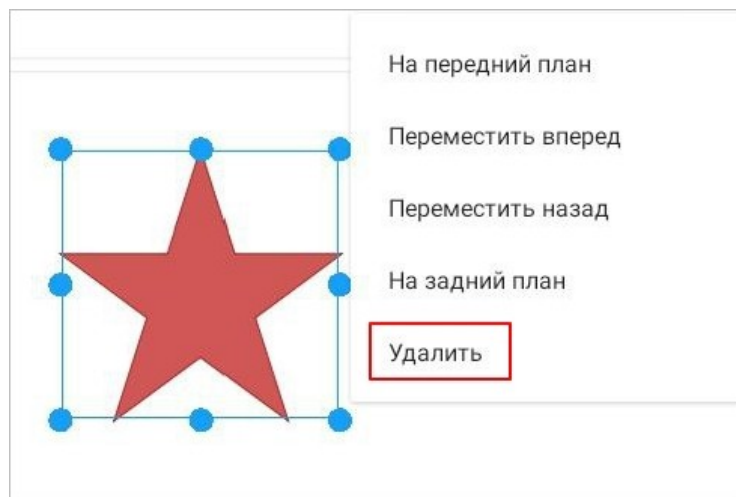 На передний план
Переместить вперед
Переместить назад
На задний план
Удалить